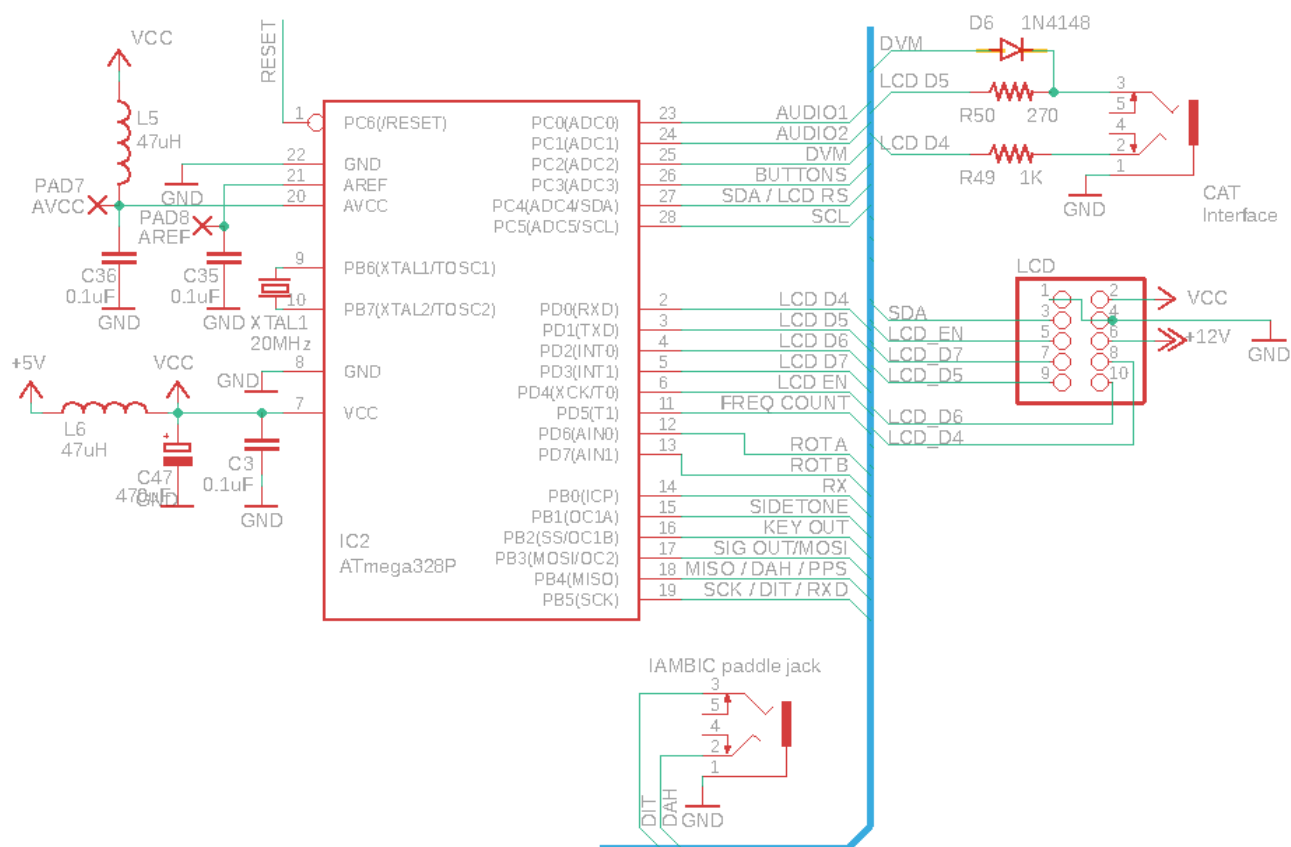 VCC
L5
47uH
PAD7
AVCC
PAD8
AREF
GND
C36
0.1uF
GND
C35
0.1uF
GND
XTAL1
20MHz
+5V
VCC
GND
L6
47uH
C47
470uF
GND
C3
0.1uF
GND
RESET
1
22
21
20
9
10
8
7
PC6(/RESET)
GND
AREF
AVCC
PB6(XTAL1/TOSC1)
PB7(XTAL2/TOSC2)
GND
VCC
IC2
ATmega328P
PC0(ADC0) 23 AUDIO1
PC1(ADC1) 24 AUDIO2
PC2(ADC2) 25 DVM
PC3(ADC3) 26 BUTTONS
PC4(ADC4/SDA) 27 SDA / LCD RS
PC5(ADC5/SCL) 28 SCL
PD0(RXD) 2 LCD D4
PD1(TXD) 3 LCD D5
PD2(INT0) 4 LCD D6
PD3(INT1) 5 LCD D7
PD4(XCK/T0) 6 LCD EN
PD5(T1) 11 FREQ COUNT
PD6(AIN0) 12 ROT A
PD7(AIN1) 13 ROT B
PB0(ICP) 14 RX
PB1(OC1A) 15 SIDETONE
PB2(SS/OC1B) 16 KEY OUT
PB3(MOSI/OC2) 17 SIG OUT/MOSI
PB4(MISO) 18 MISO / DAH / PPS
PB5(SCK) 19 SCK / DIT / RXD
D6 1N4148
DVM
LCD D5
R50 270
LCD D4
R49 1K
3
5
4
2
1
GND
CAT
Interface
LCD
1 2 VCC
SDA 3 4
LCD_EN 5 6 +12V
LCD_D7 7 8
LCD_D5 9 10
GND
LCD_D6
LCD_D4
IAMBIC paddle jack
3
5
4
2
1
DIT
DAH
GND